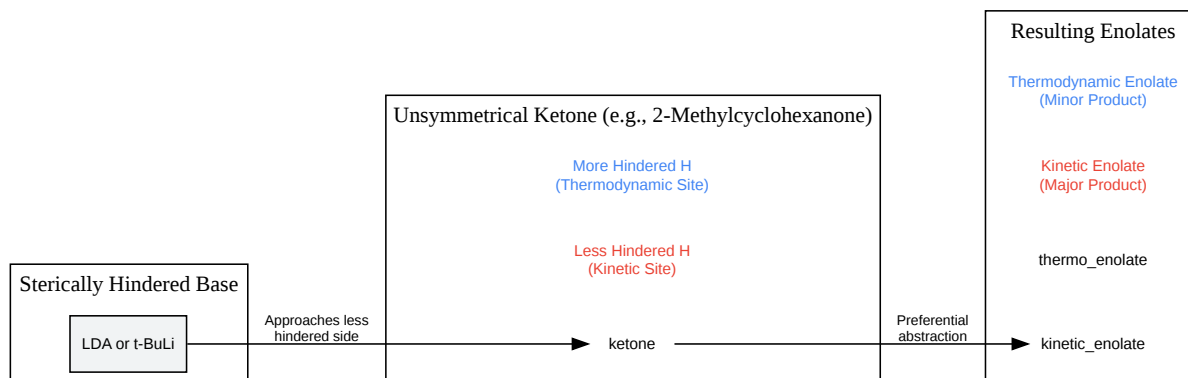 Sterically Hindered Base
LDA or t-BuLi
Approaches less
hindered side
Unsymmetrical Ketone (e.g., 2-Methylcyclohexanone)
More Hindered H
(Thermodynamic Site)
Less Hindered H
(Kinetic Site)
ketone
Preferential
abstraction
Resulting Enolates
Thermodynamic Enolate
(Minor Product)
Kinetic Enolate
(Major Product)
thermo_enolate
kinetic_enolate